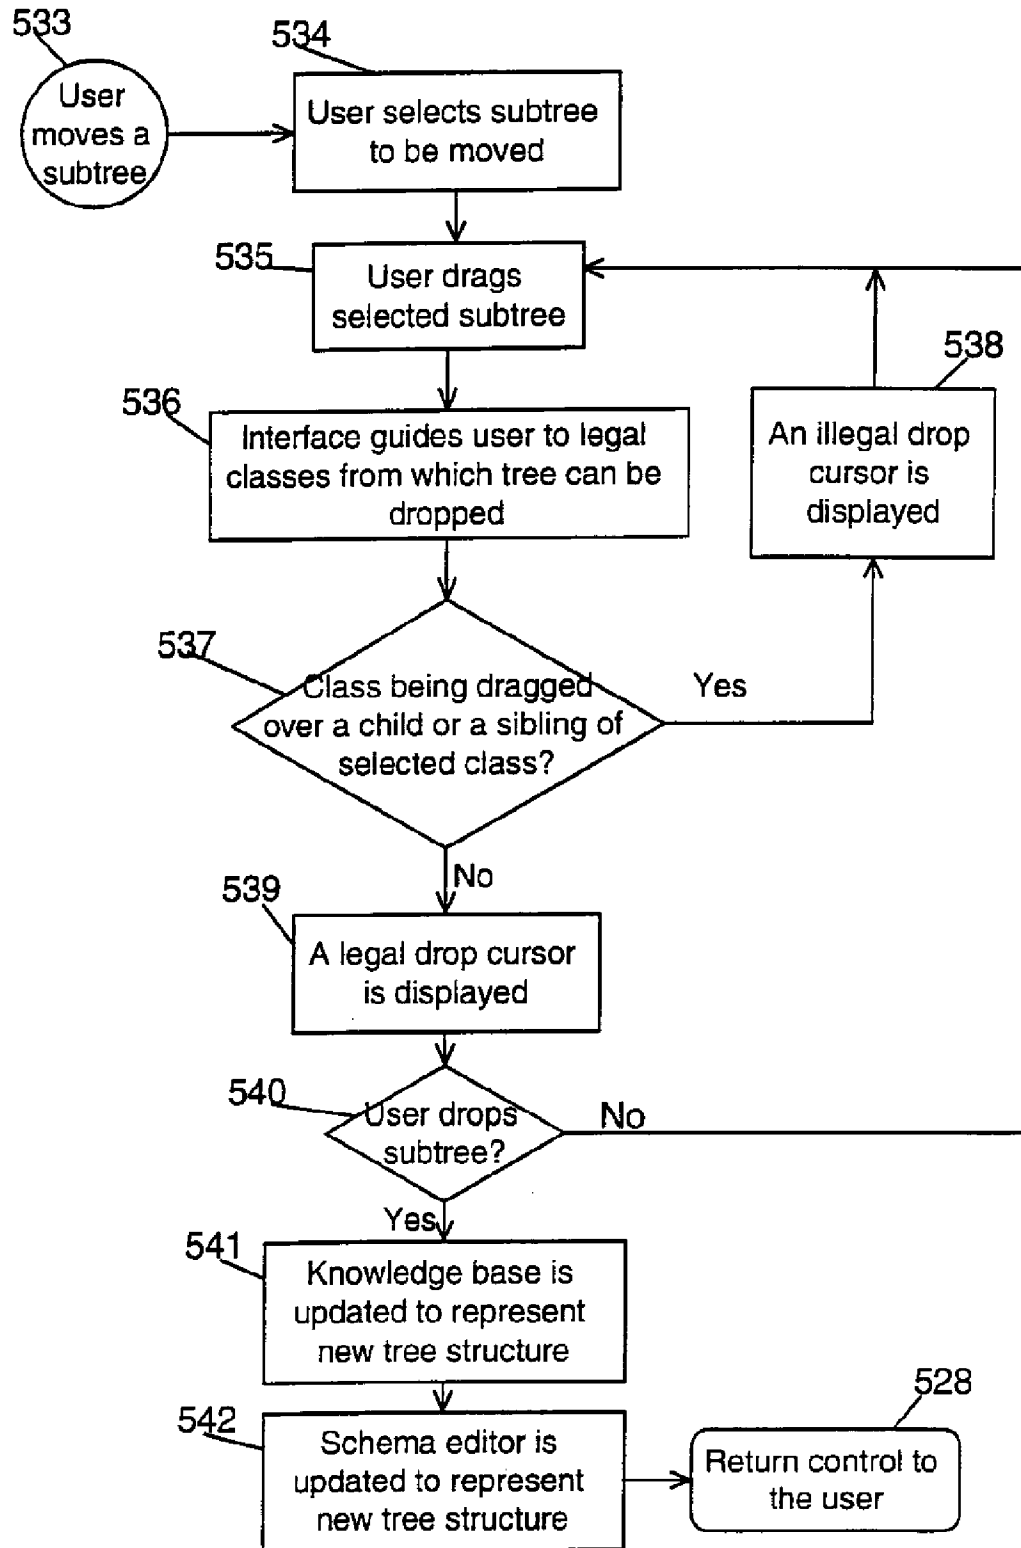 533
User
moves a
subtree
534
User selects subtree
to be moved
535
User drags
selected subtree
536
Interface guides user to legal
classes from which tree can be
dropped
538
An illegal drop
cursor is
displayed
537
Class being dragged
over a child or a sibling of
selected class?
Yes
No
539
A legal drop cursor
is displayed
540
User drops
subtree?
No
Yes
541
Knowledge base is
updated to represent
new tree structure
542
Schema editor is
updated to represent
new tree structure
528
Return control to
the user